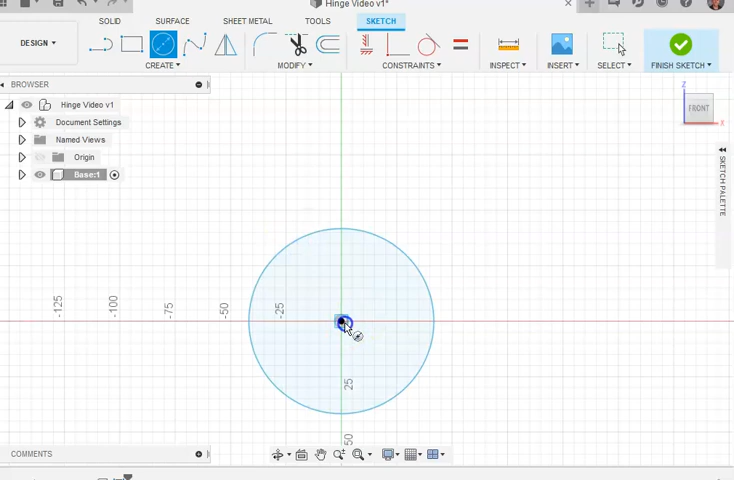 Hinge Video v1*
SOLID SURFACE SHEET METAL TOOLS SKETCH
DESIGN
CREATE MODIFY CONSTRAINTS INSPECT INSERT SELECT FINISH SKETCH
BROWSER
Hinge Video v1
Document Settings
Named Views
Origin
Base:1
Z
FRONT
X
SKETCH PALETTE
-125 -100 -75 -50 -25
25
50
COMMENTS